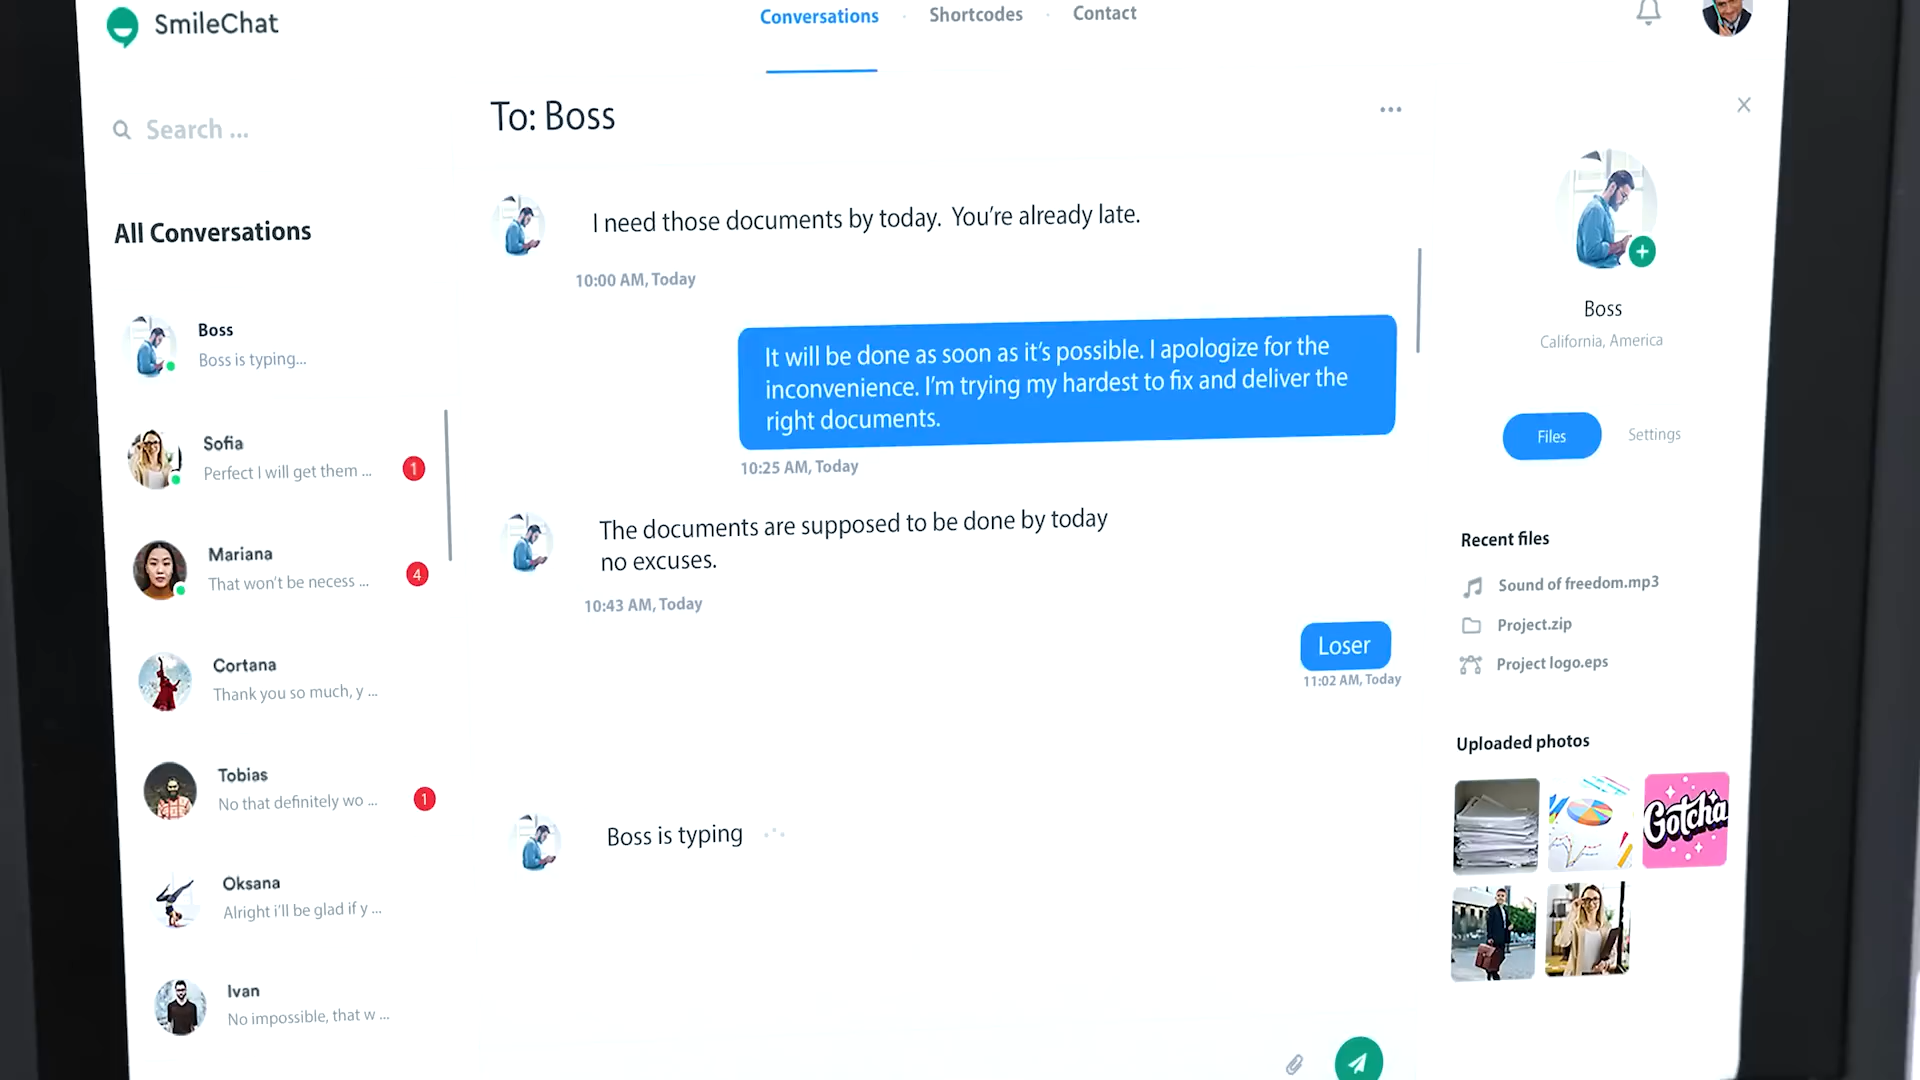 SmileChat
Conversations
Shortcodes
Contact
Search ...
All Conversations
Boss
Boss is typing...
Sofia
Perfect I will get them ...
1
Mariana
That won't be necess ...
4
Cortana
Thank you so much, y ...
Tobias
No that definitely wo ...
1
Oksana
Alright i'll be glad if y ...
Ivan
No impossible, that w ...
To: Boss
I need those documents by today. You're already late.
10:00 AM, Today
It will be done as soon as it's possible. I apologize for the
inconvenience. I'm trying my hardest to fix and deliver the
right documents.
10:25 AM, Today
The documents are supposed to be done by today
no excuses.
10:43 AM, Today
Loser
11:02 AM, Today
Boss is typing
Boss
California, America
Files
Settings
Recent files
Sound of freedom.mp3
Project.zip
Project logo.eps
Uploaded photos
Gotcha